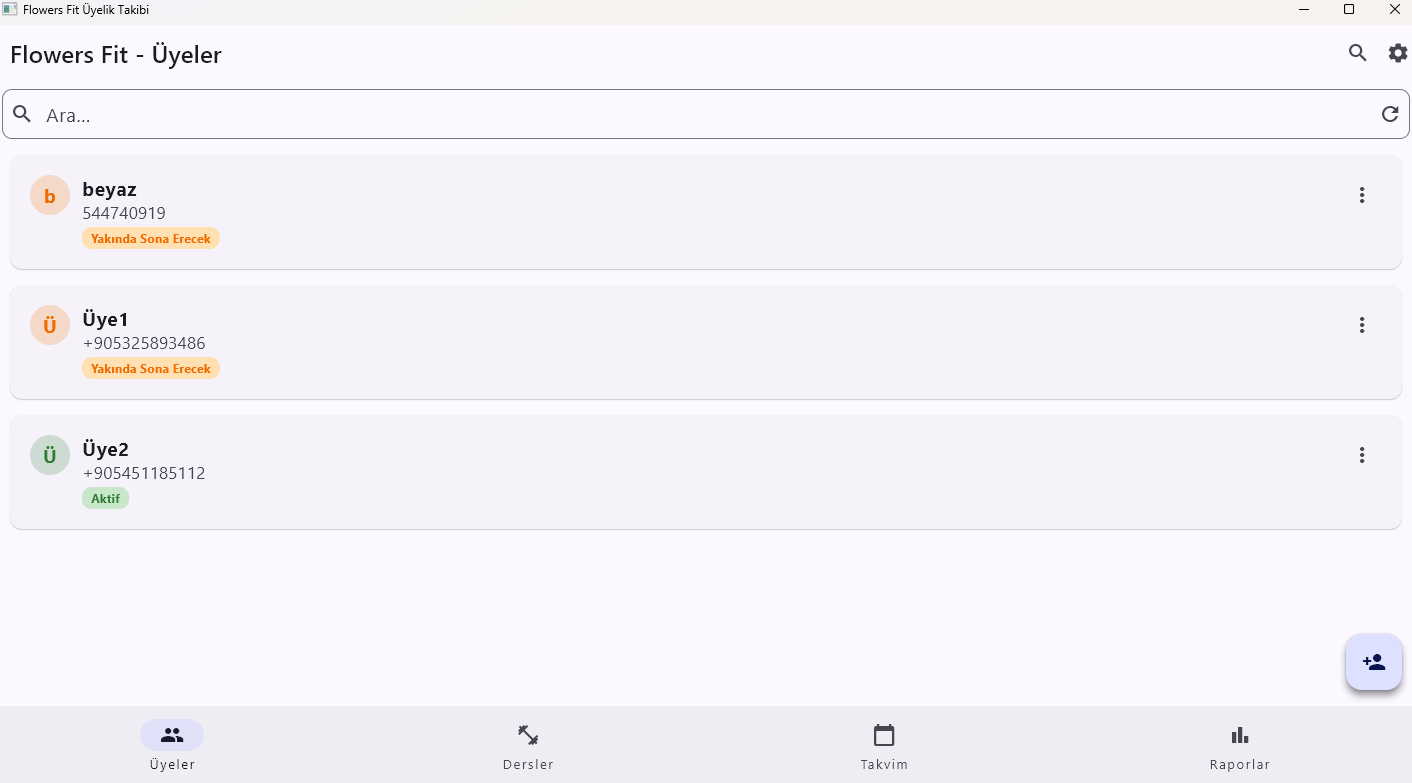 Flowers Fit Üyelik Takibi
Flowers Fit - Üyeler
Ara...
b
beyaz
544740919
Yakında Sona Erecek
Ü
Üye1
+905325893486
Yakında Sona Erecek
Ü
Üye2
+905451185112
Aktif
Üyeler
Dersler
Takvim
Raporlar